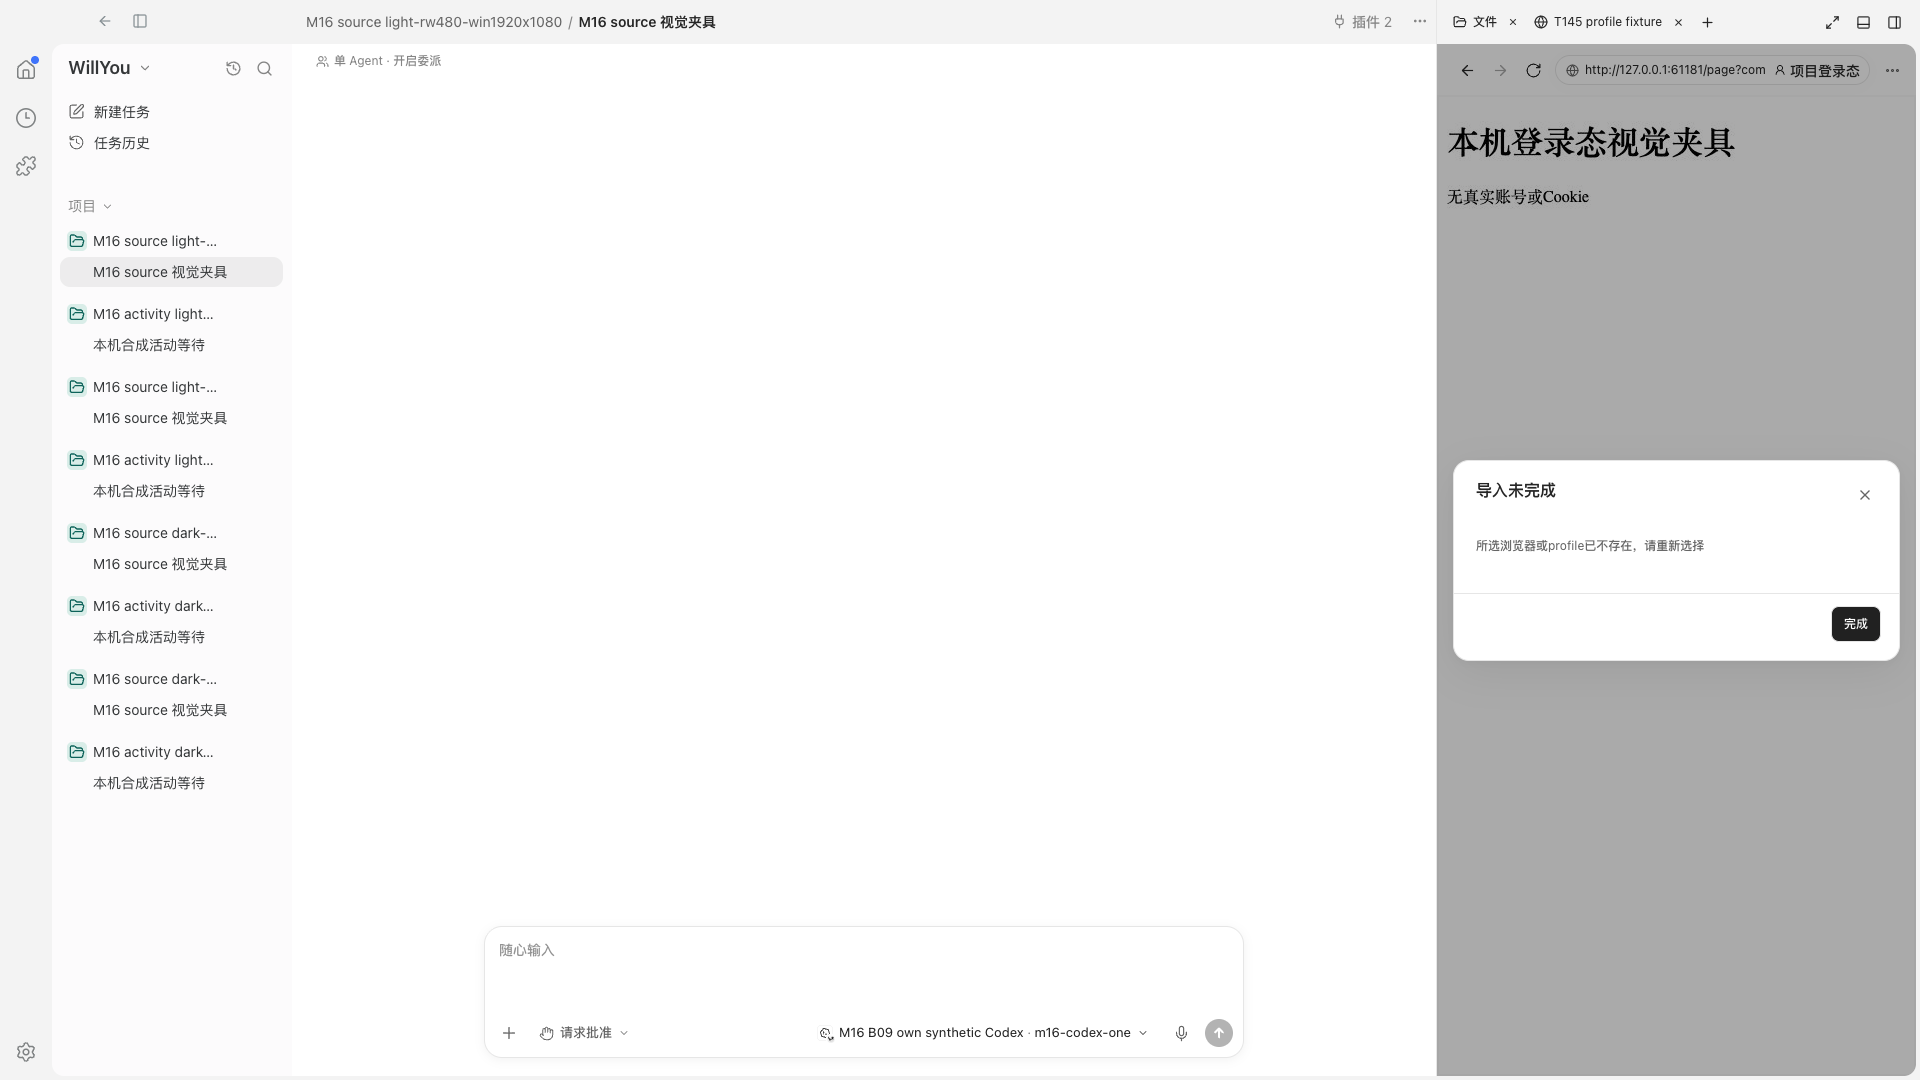 M16 source light-rw480-win1920x1080 / M16 source 视觉夹具
插件 2
文件
T145 profile fixture
WillYou
单 Agent · 开启委派
http://127.0.0.1:61181/page?com
项目登录态
新建任务
任务历史
本机登录态视觉夹具
无真实账号或Cookie
项目
M16 source light-...
M16 source 视觉夹具
M16 activity light...
本机合成活动等待
M16 source light-...
M16 source 视觉夹具
M16 activity light...
本机合成活动等待
M16 source dark-...
M16 source 视觉夹具
M16 activity dark...
本机合成活动等待
M16 source dark-...
M16 source 视觉夹具
M16 activity dark...
本机合成活动等待
导入未完成
所选浏览器或profile已不存在，请重新选择
完成
随心输入
请求批准
M16 B09 own synthetic Codex · m16-codex-one